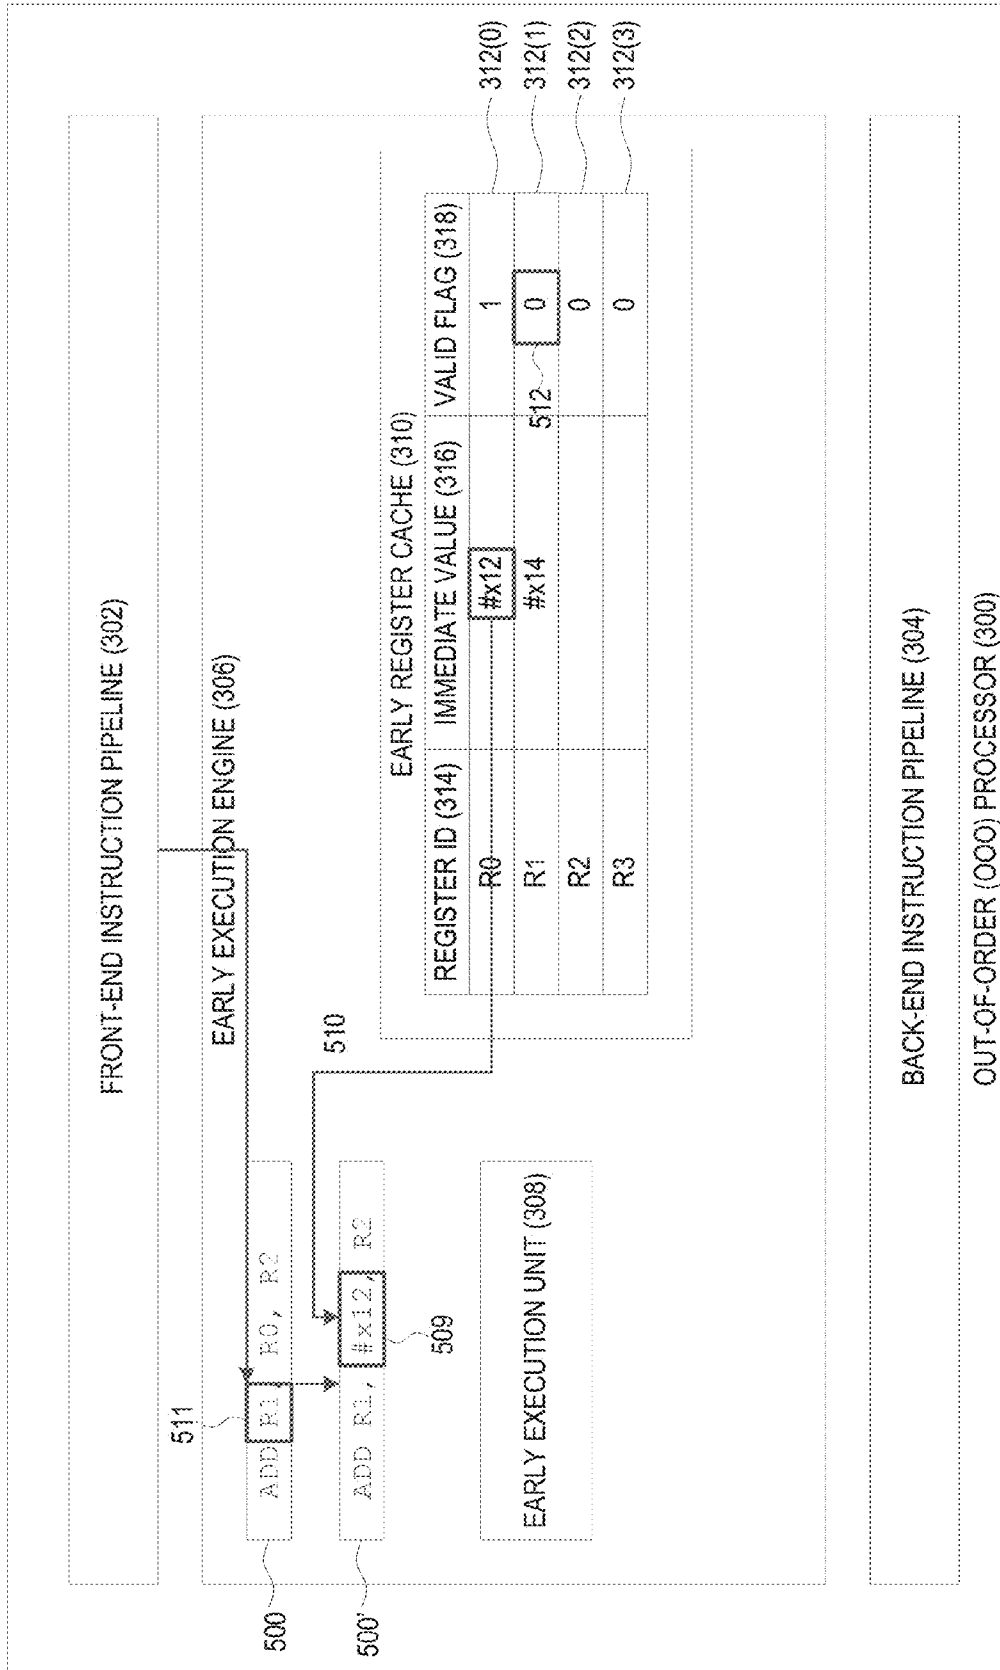 FRONT-END INSTRUCTION PIPELINE (302)
EARLY EXECUTION ENGINE (306)
511
500
ADD R1, R0, R2
510
500'
ADD R1, #x12, R2
509
EARLY EXECUTION UNIT (308)
EARLY REGISTER CACHE (310)
REGISTER ID (314) IMMEDIATE VALUE (316) VALID FLAG (318)
R0 #x12 1 312(0)
R1 #x14 0 312(1)
512
R2 0 312(2)
R3 0 312(3)
BACK-END INSTRUCTION PIPELINE (304)
OUT-OF-ORDER (OOO) PROCESSOR (300)